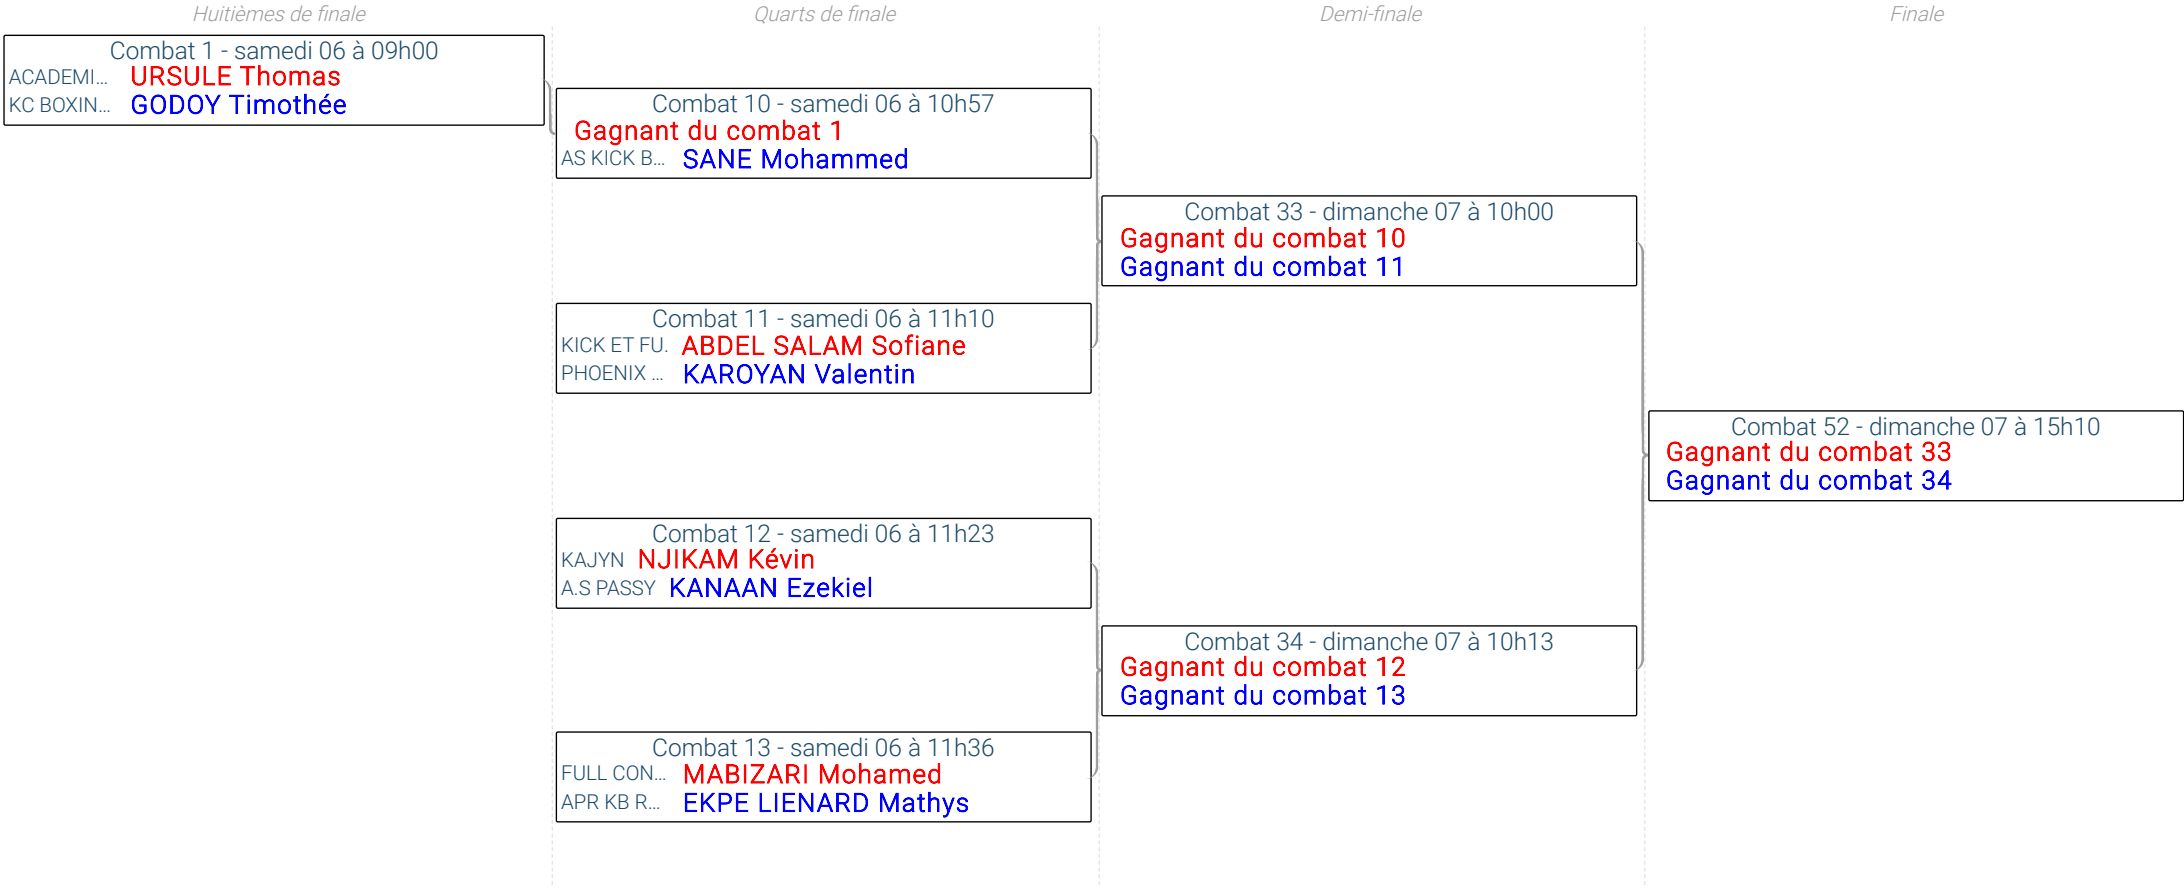 Huitièmes de finale
Quarts de finale
Demi-finale
Finale
Combat 1 - samedi 06 à 09h00
ACADEMI... URSULE Thomas
KC BOXIN... GODOY Timothée
Combat 10 - samedi 06 à 10h57
Gagnant du combat 1
AS KICK B... SANE Mohammed
Combat 11 - samedi 06 à 11h10
KICK ET FU. ABDEL SALAM Sofiane
PHOENIX ... KAROYAN Valentin
Combat 12 - samedi 06 à 11h23
KAJYN NJIKAM Kévin
A.S PASSY KANAAN Ezekiel
Combat 13 - samedi 06 à 11h36
FULL CON... MABIZARI Mohamed
APR KB R... EKPE LIENARD Mathys
Combat 33 - dimanche 07 à 10h00
Gagnant du combat 10
Gagnant du combat 11
Combat 34 - dimanche 07 à 10h13
Gagnant du combat 12
Gagnant du combat 13
Combat 52 - dimanche 07 à 15h10
Gagnant du combat 33
Gagnant du combat 34